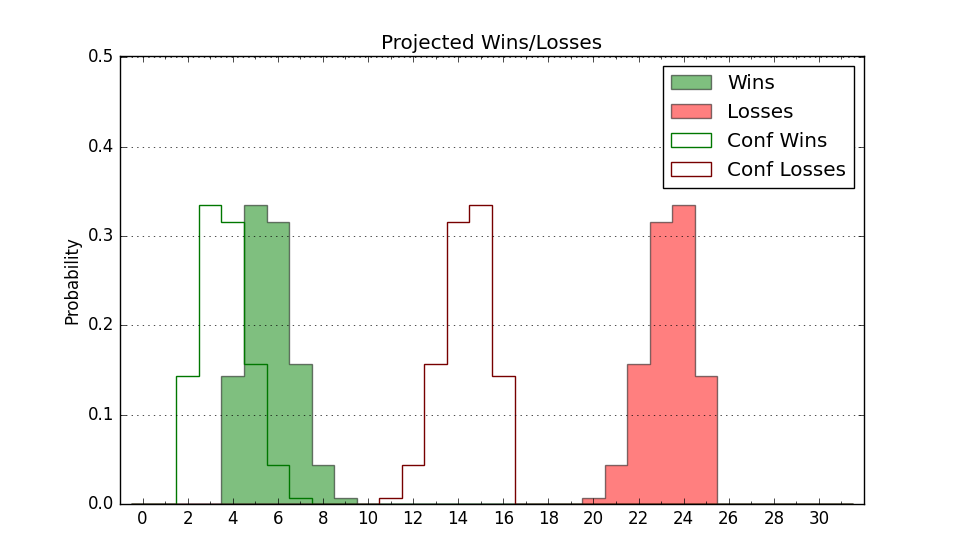 Projected Wins/Losses
0.5
0.4
0.3
0.2
0.1
0.0
Probability
Wins
Losses
Conf Wins
Conf Losses
0 2 4 6 8 10 12 14 16 18 20 22 24 26 28 30